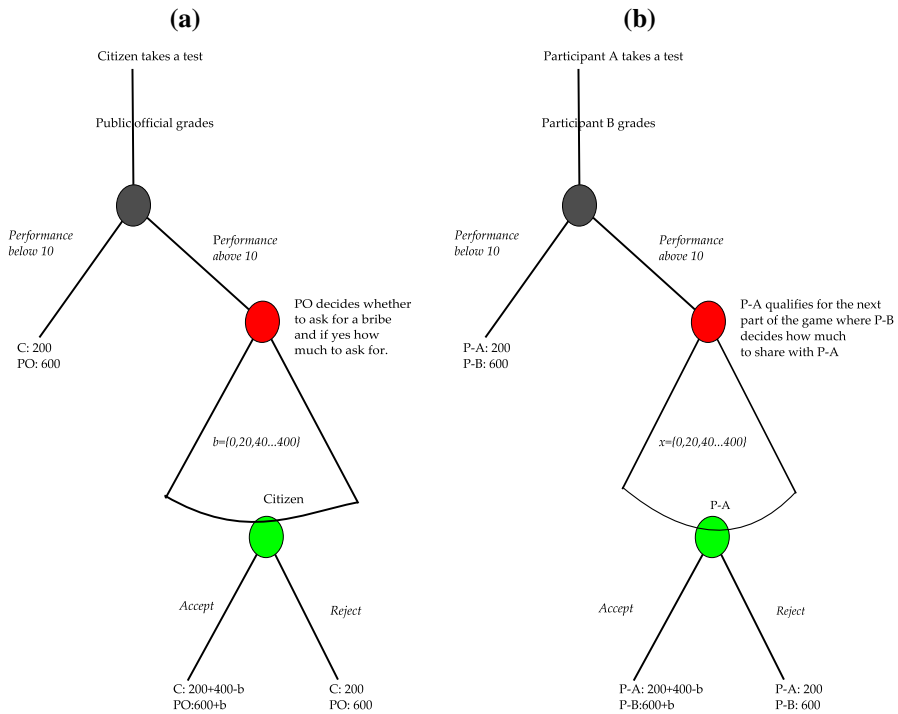 (a)
Citizen takes a test
Public official grades
Performance
below 10
Performance
above 10
C: 200
PO: 600
PO decides whether
to ask for a bribe
and if yes how
much to ask for.
b={0,20,40...400}
Citizen
Accept
Reject
C: 200+400-b
PO:600+b
C: 200
PO: 600
(b)
Participant A takes a test
Participant B grades
Performance
below 10
Performance
above 10
P-A: 200
P-B: 600
P-A qualifies for the next
part of the game where P-B
decides how much
to share with P-A
x={0,20,40...400}
P-A
Accept
Reject
P-A: 200+400-b
P-B:600+b
P-A: 200
P-B: 600